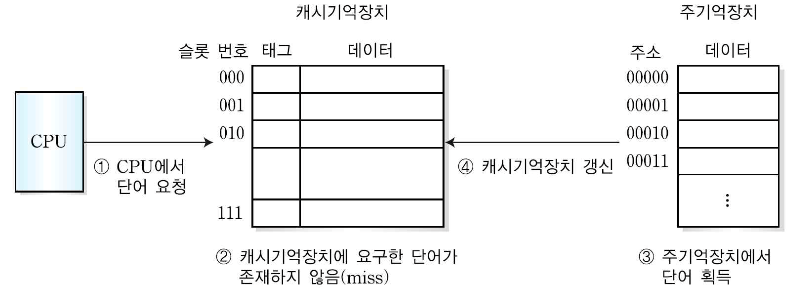 캐시기억장치
주기억장치
슬롯 번호 태그 데이터
주소 데이터
000
001
010
111
00000
00001
00010
00011
⋮
CPU
① CPU에서
단어 요청
④ 캐시기억장치 갱신
② 캐시기억장치에 요구한 단어가
존재하지 않음(miss)
③ 주기억장치에서
단어 획득